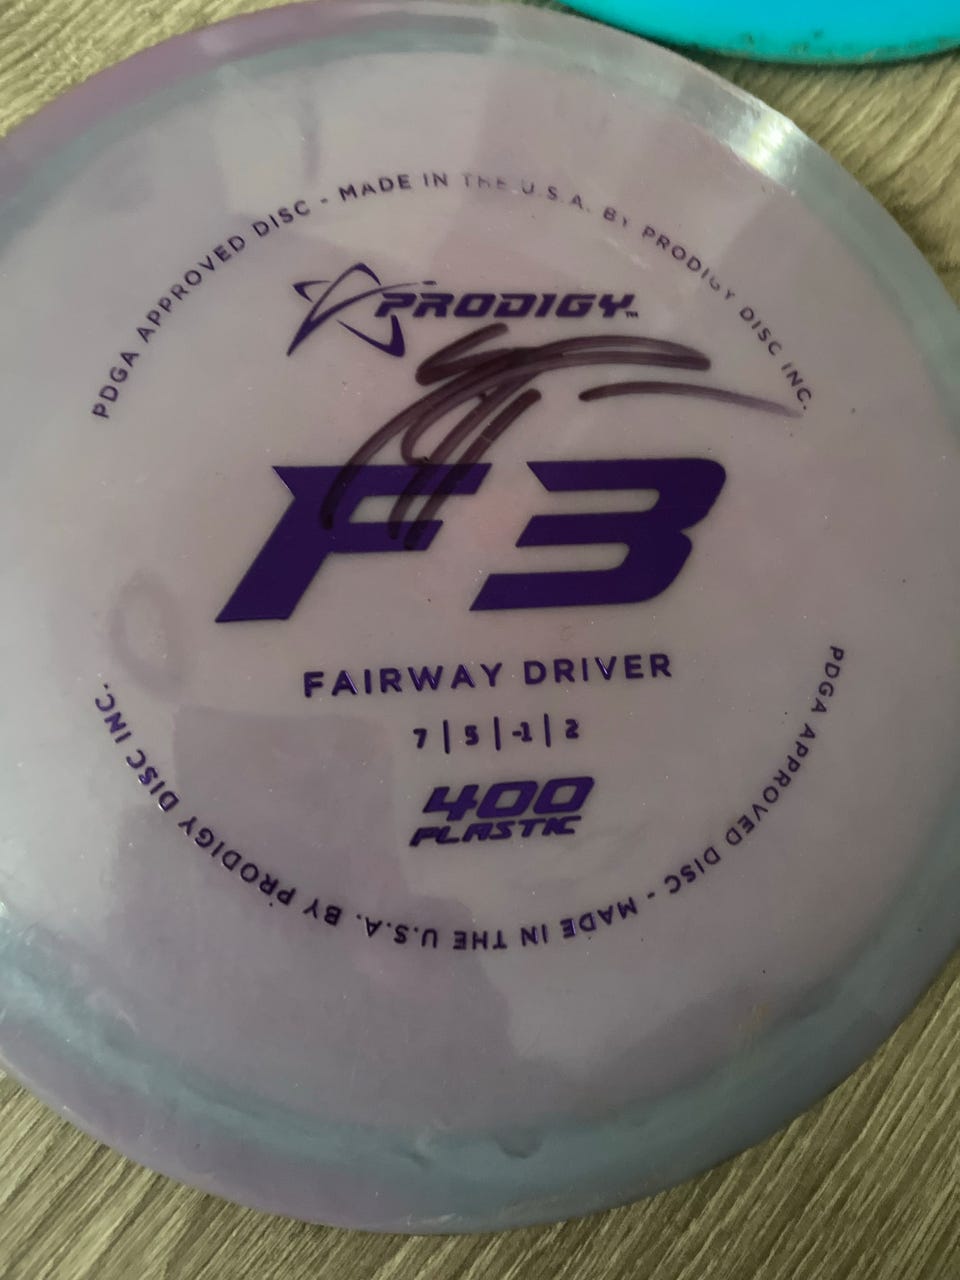 PDGA APPROVED DISC - MADE IN THE U.S.A. BY PRODIGY DISC INC.
PRODIGY™
F3
FAIRWAY DRIVER
7 | 5 | -1 | 2
400
PLASTIC
PDGA APPROVED DISC - MADE IN THE U.S.A. BY PRODIGY DISC INC.